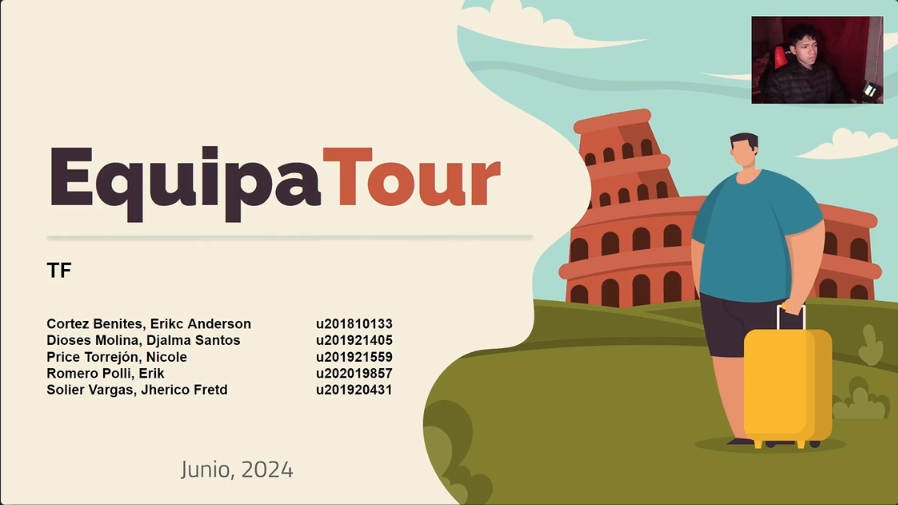 EquipaTour
TF
Cortez Benites, Erikc Anderson u201810133
Dioses Molina, Djalma Santos u201921405
Price Torrejón, Nicole u201921559
Romero Polli, Erik u202019857
Solier Vargas, Jherico Fretd u201920431
Junio, 2024